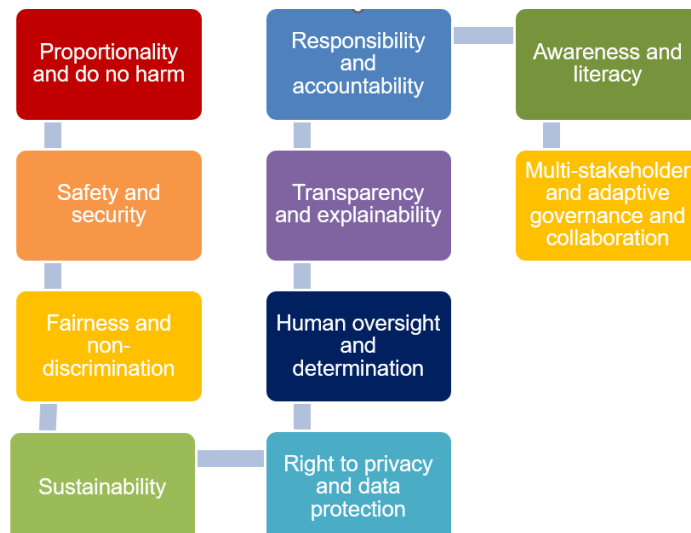 Proportionality
and do no harm
Safety and
security
Fairness and
non-
discrimination
Sustainability
Right to privacy
and data
protection
Human oversight
and
determination
Transparency
and explainability
Responsibility
and
accountability
Awareness and
literacy
Multi-stakeholder
and adaptive
governance and
collaboration